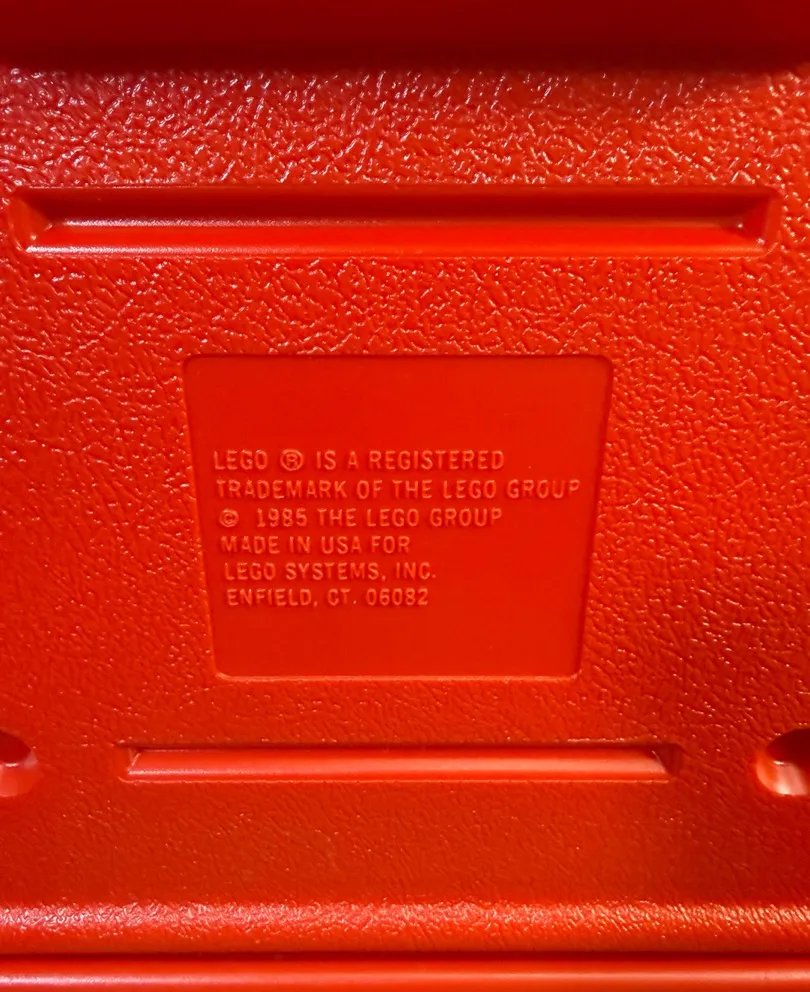 LEGO ® IS A REGISTERED
TRADEMARK OF THE LEGO GROUP
© 1985 THE LEGO GROUP
MADE IN USA FOR
LEGO SYSTEMS, INC.
ENFIELD, CT. 06082